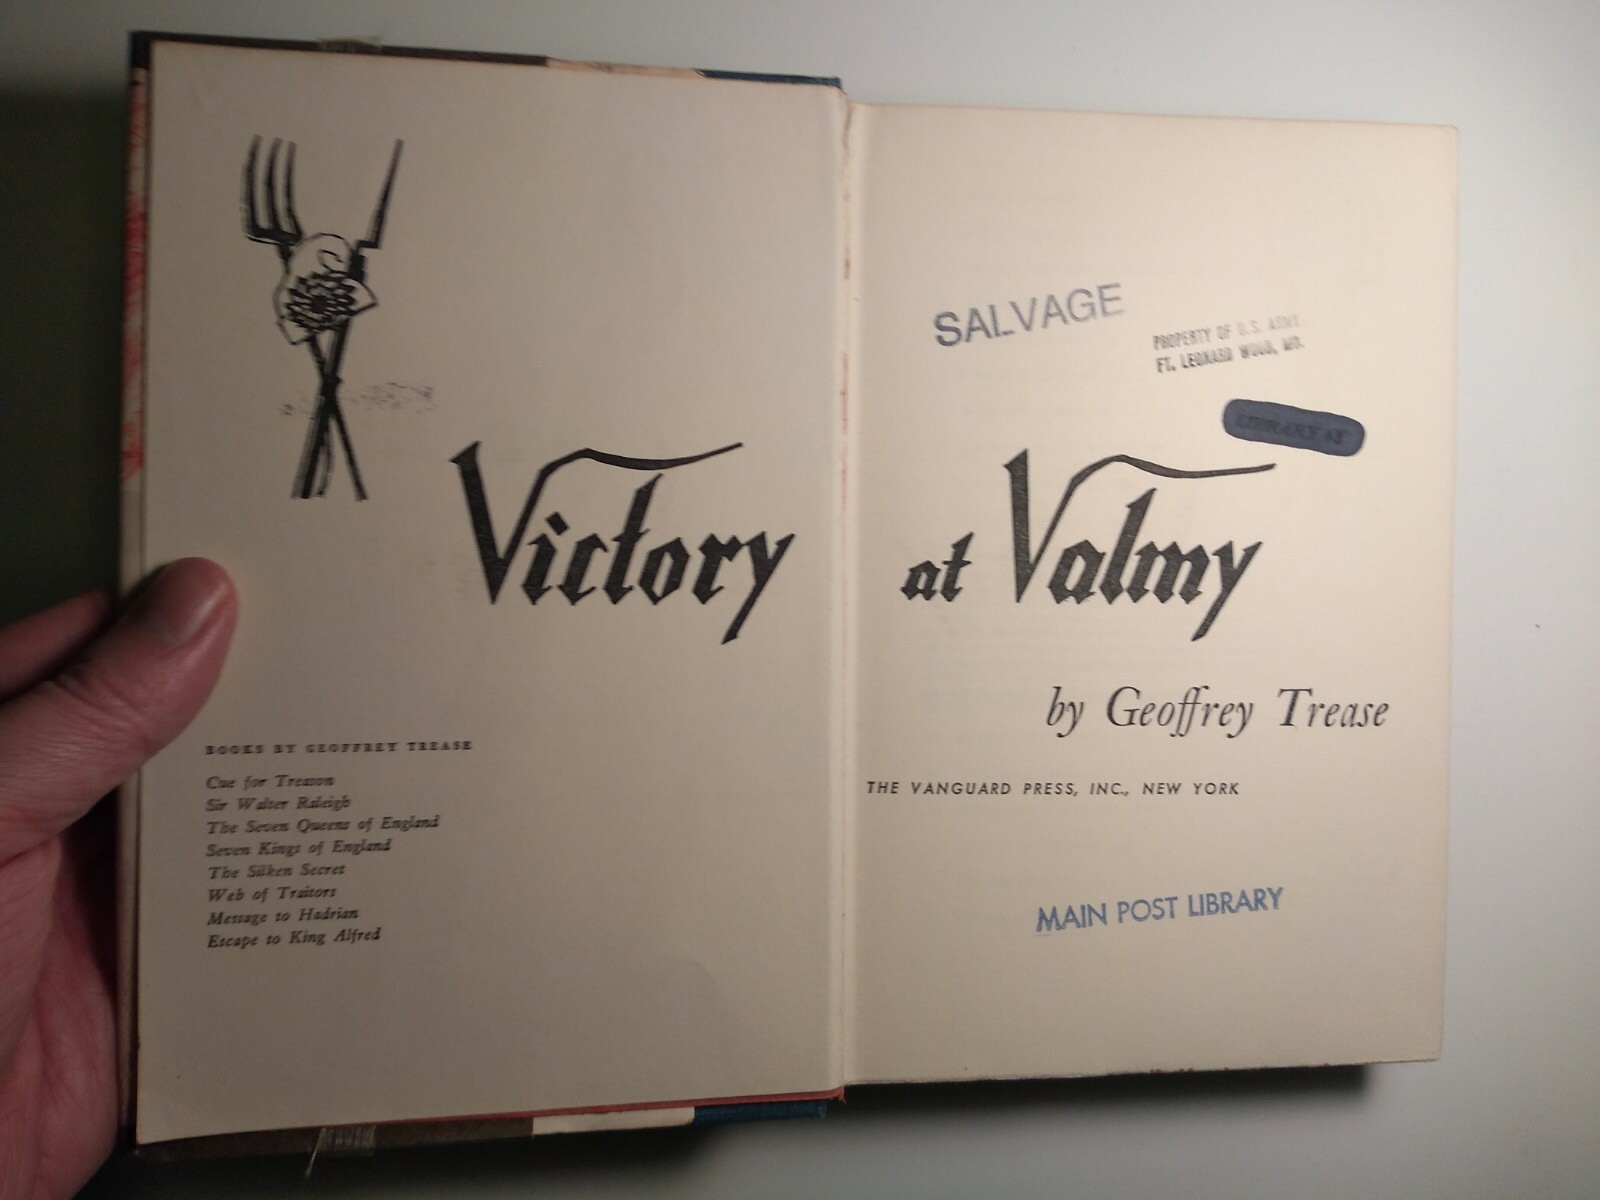 Victory
BOOKS BY GEOFFREY TREASE
Cue for Treason
Sir Walter Raleigh
The Seven Queens of England
Seven Kings of England
The Silken Secret
Web of Traitors
Message to Hadrian
Escape to King Alfred
SALVAGE
PROPERTY OF U.S. ARMY
FT. LEONARD WOOD, MO.
LIBRARY
at Valmy
by Geoffrey Trease
THE VANGUARD PRESS, INC., NEW YORK
MAIN POST LIBRARY